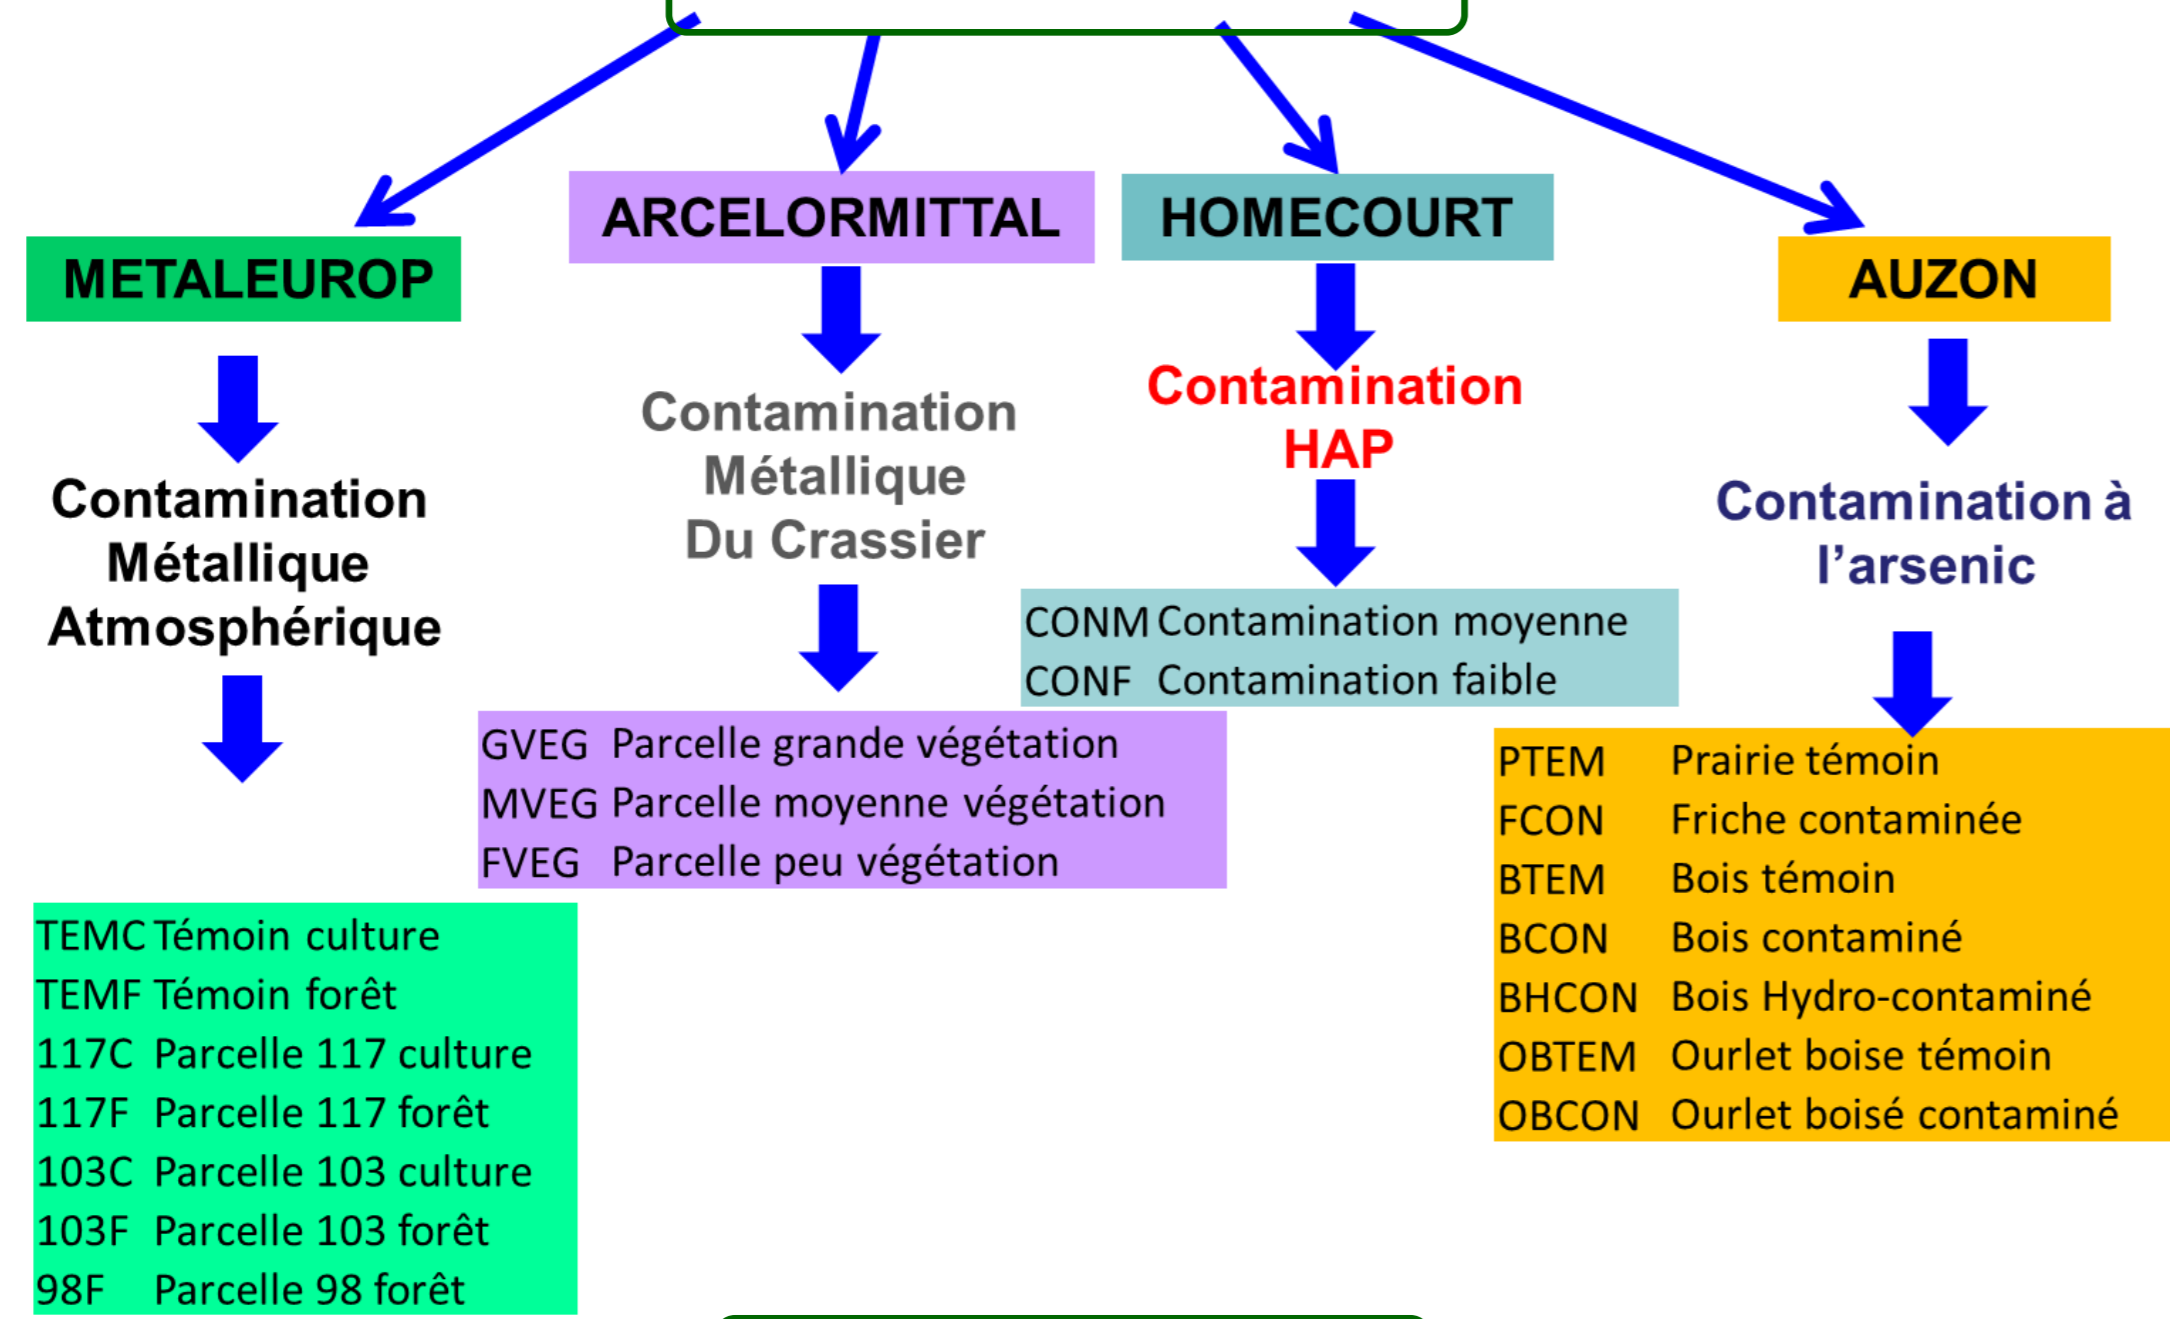 METALEUROP
Contamination
Métallique
Atmosphérique
TEMC Témoin culture
TEMF Témoin forêt
117C Parcelle 117 culture
117F Parcelle 117 forêt
103C Parcelle 103 culture
103F Parcelle 103 forêt
98F Parcelle 98 forêt
ARCELORMITTAL
Contamination
Métallique
Du Crassier
GVEG Parcelle grande végétation
MVEG Parcelle moyenne végétation
FVEG Parcelle peu végétation
HOMECOURT
Contamination
HAP
CONM Contamination moyenne
CONF Contamination faible
AUZON
Contamination à
l’arsenic
PTEM Prairie témoin
FCON Friche contaminée
BTEM Bois témoin
BCON Bois contaminé
BHCON Bois Hydro-contaminé
OBTEM Ourlet boise témoin
OBCON Ourlet boisé contaminé